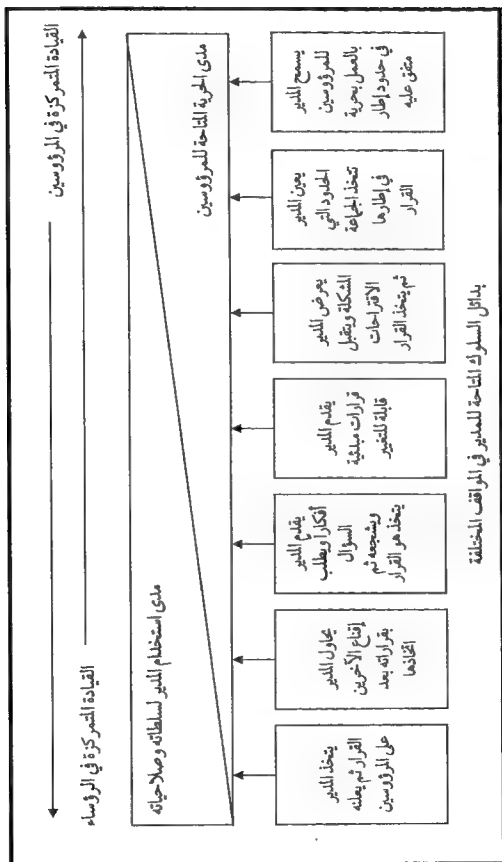 القيادة المتمركزة في المرؤوسين
القيادة المتمركزة في الرؤساء
مدى الحرية المتاحة للمرؤوسين
مدى استخدام المدير لسلطاته وصلاحياته
يسمح المدير
للمرؤوسين
بالعمل بحرية
في حدود إطار
متفق عليه
يعين المدير
الحدود التي
تتخذ الجماعة
في إطارها
القرار
يعرض المدير
المشكلة ويتقبل
الاقتراحات
ثم يتخذ القرار
يقدم المدير
قرارات مبدئية
قابلة للتغيير
يقدم المدير
أفكارا ويطلب
السؤال
ويشجعه ثم
يتخذ هو القرار
يحاول المدير
إقناع الآخرين
بقراراته بعد
اتخاذها
يتخذ المدير
القرار ثم يعلنه
على المرؤوسين
بدائل السلوك المتاحة للمدير في المواقف المختلفة